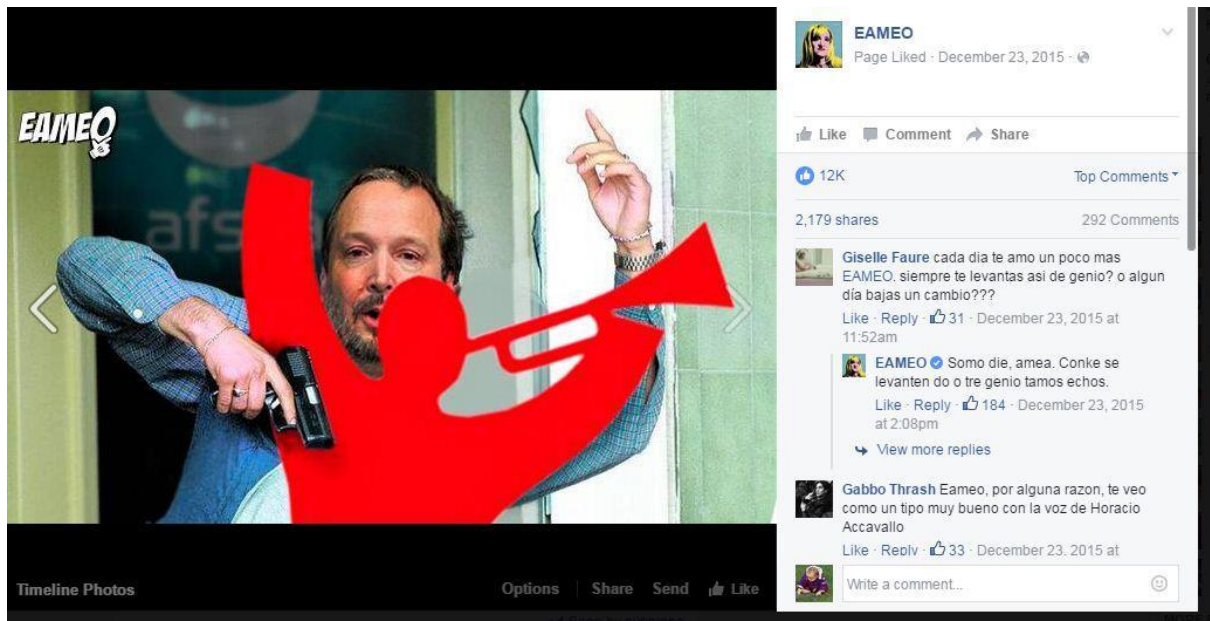 EAMEO
afs
Timeline Photos
Options
Share
Send
Like
EAMEO
Page Liked · December 23, 2015 ·
Like
Comment
Share
12K
Top Comments
2,179 shares
292 Comments
Giselle Faure cada dia te amo un poco mas
EAMEO. siempre te levantas asi de genio? o algun
día bajas un cambio???
Like · Reply · 31 · December 23, 2015 at
11:52am
EAMEO Somo die, amea. Conke se
levanten do o tre genio tamos echos.
Like · Reply · 184 · December 23, 2015
at 2:08pm
View more replies
Gabbo Thrash Eameo, por alguna razon, te veo
como un tipo muy bueno con la voz de Horacio
Accavallo
Like · Reply · 33 · December 23. 2015 at
Write a comment...